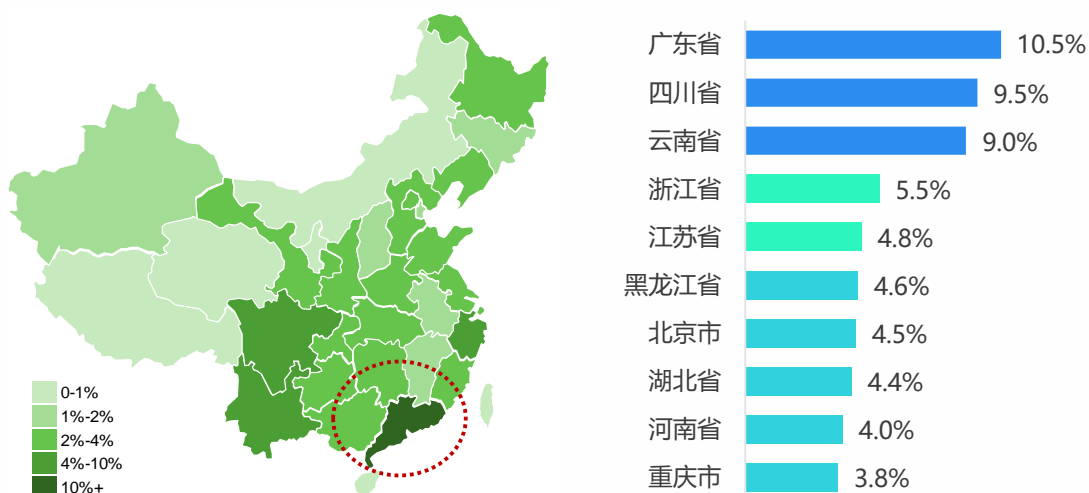 0-1%
1%-2%
2%-4%
4%-10%
10%+
广东省 10.5%
四川省 9.5%
云南省 9.0%
浙江省 5.5%
江苏省 4.8%
黑龙江省 4.6%
北京市 4.5%
湖北省 4.4%
河南省 4.0%
重庆市 3.8%